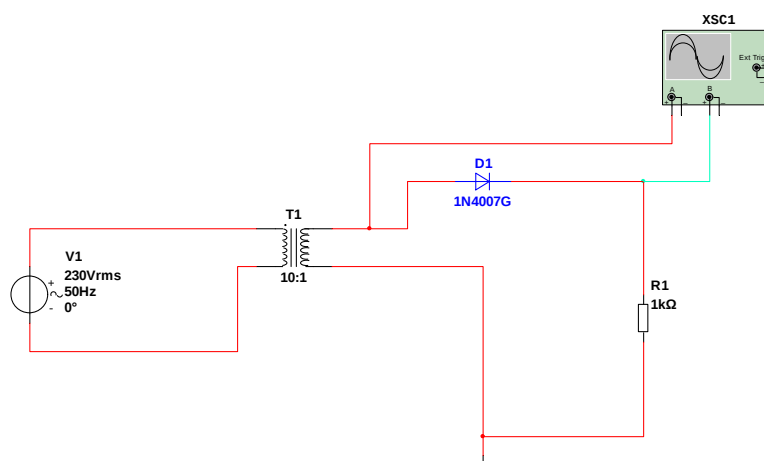 XSC1
Ext Trig
+
−
A
B
+
−
+
−
D1
1N4007G
T1
10:1
V1
230Vrms
50Hz
0°
+
-
R1
1kΩ